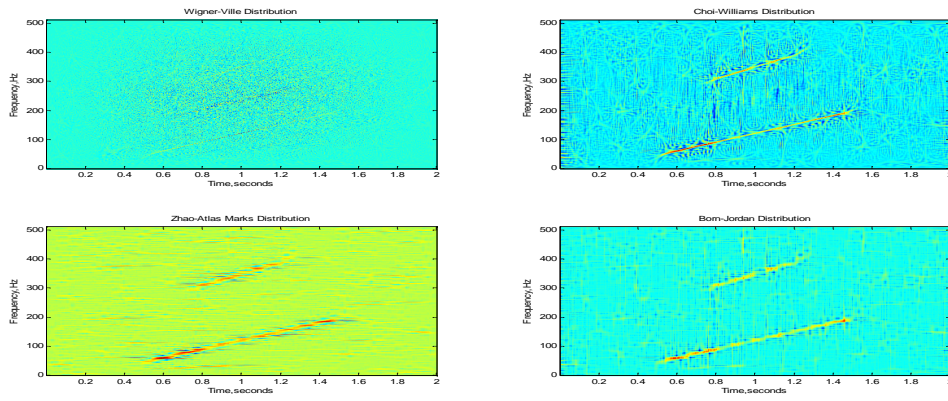 Wigner-Ville Distribution
500
400
300
200
100
0
Frequency,Hz
0.2 0.4 0.6 0.8 1 1.2 1.4 1.6 1.8 2
Time,seconds
Choi-Williams Distribution
500
400
300
200
100
0
Frequency,Hz
0.2 0.4 0.6 0.8 1 1.2 1.4 1.6 1.8
Time,seconds
Zhao-Atlas Marks Distribution
500
400
300
200
100
0
Frequency,Hz
0.2 0.4 0.6 0.8 1 1.2 1.4 1.6 1.8 2
Time,seconds
Born-Jordan Distribution
500
400
300
200
100
0
Frequency,Hz
0.2 0.4 0.6 0.8 1 1.2 1.4 1.6 1.8
Time,seconds